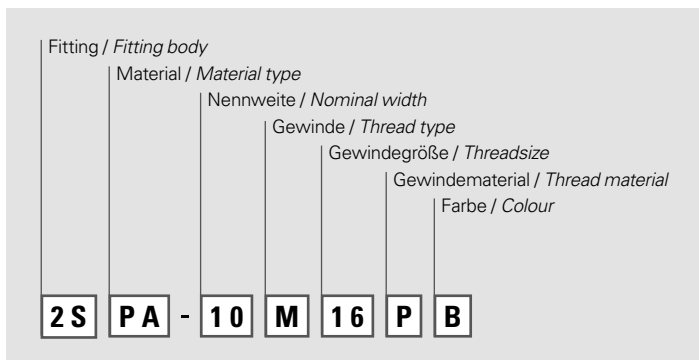 Fitting / Fitting body
Material / Material type
Nennweite / Nominal width
Gewinde / Thread type
Gewindegröße / Threadsize
Gewindematerial / Thread material
Farbe / Colour
2S PA - 10 M 16 P B